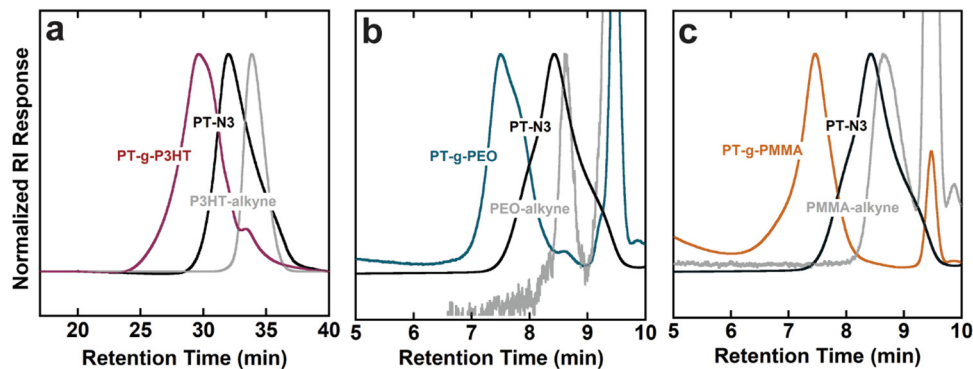 a
b
c
Normalized RI Response
PT-N3
PT-g-P3HT
P3HT-alkyne
PT-N3
PT-g-PEO
PEO-alkyne
PT-g-PMMA
PT-N3
PMMA-alkyne
20 25 30 35 40
5 6 7 8 9 10
5 6 7 8 9 10
Retention Time (min)
Retention Time (min)
Retention Time (min)